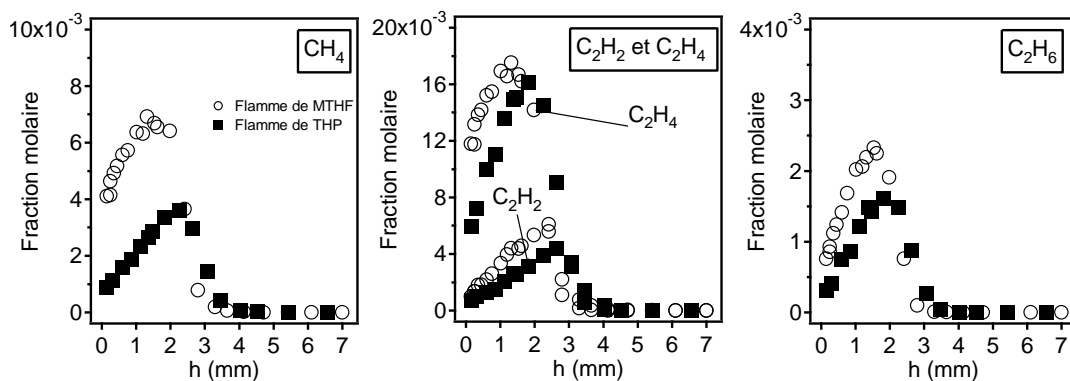 10x10⁻³
8
6
4
2
0
Fraction molaire
CH₄
Flamme de MTHF
Flamme de THP
0 1 2 3 4 5 6 7
h (mm)
20x10⁻³
16
12
8
4
0
Fraction molaire
C₂H₂ et C₂H₄
C₂H₄
C₂H₂
0 1 2 3 4 5 6 7
h (mm)
4x10⁻³
3
2
1
0
Fraction molaire
C₂H₆
0 1 2 3 4 5 6 7
h (mm)